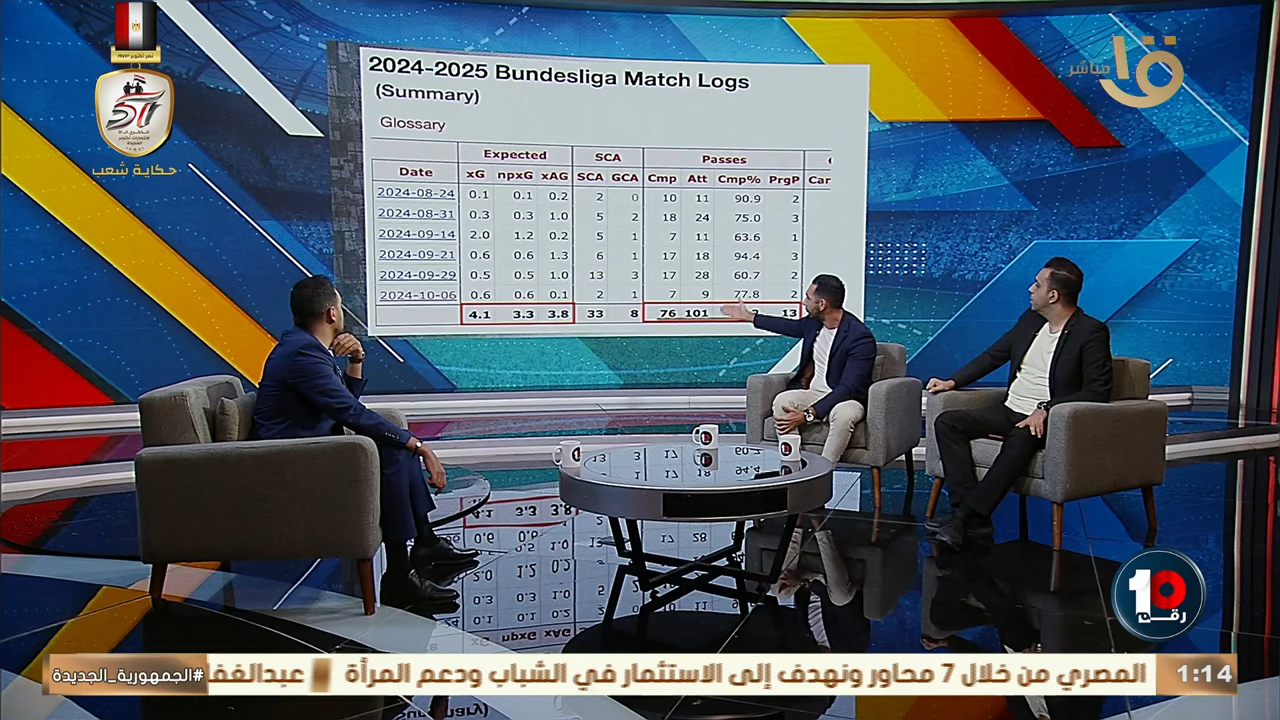 نصر أكتوبر ١٩٧٣
51
حكاية شعب
مباشر
2024-2025 Bundesliga Match Logs
(Summary)
Glossary
Expected SCA Passes
Date xG npxG xAG SCA GCA Cmp Att Cmp% PrgP Car
2024-08-24 0.1 0.1 0.2 2 0 10 11 90.9 2
2024-08-31 0.3 0.3 1.0 5 2 18 24 75.0 3
2024-09-14 2.0 1.2 0.2 5 1 7 11 63.6 1
2024-09-21 0.6 0.6 1.3 6 1 17 18 94.4 3
2024-09-29 0.5 0.5 1.0 13 3 17 28 60.7 2
2024-10-06 0.6 0.6 0.1 2 1 7 9 77.8 2
4.1 3.3 3.8 33 8 76 101 13
10
رقم
المصري من خلال 7 محاور ونهدف إلى الاستثمار في الشباب ودعم المرأة
#الجمهورية_الجديدة
1:14